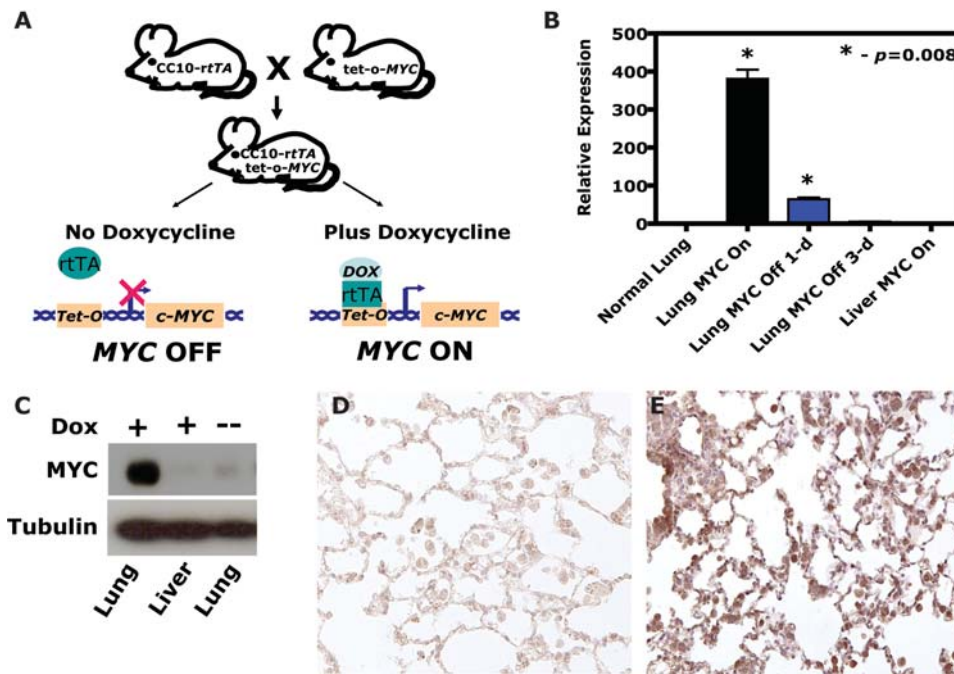 A
CC10-rtTA
X
tet-o-MYC
CC10-rtTA
tet-o-MYC
No Doxycycline
Plus Doxycycline
rtTA
Tet-O
c-MYC
MYC OFF
DOX
rtTA
Tet-O
c-MYC
MYC ON
B
Relative Expression
500
400
300
200
100
0
*
*
* - p=0.008
Normal Lung
Lung MYC On
Lung MYC Off 1-d
Lung MYC Off 3-d
Liver MYC On
C
Dox + + --
MYC
Tubulin
Lung
Liver
Lung
D
E